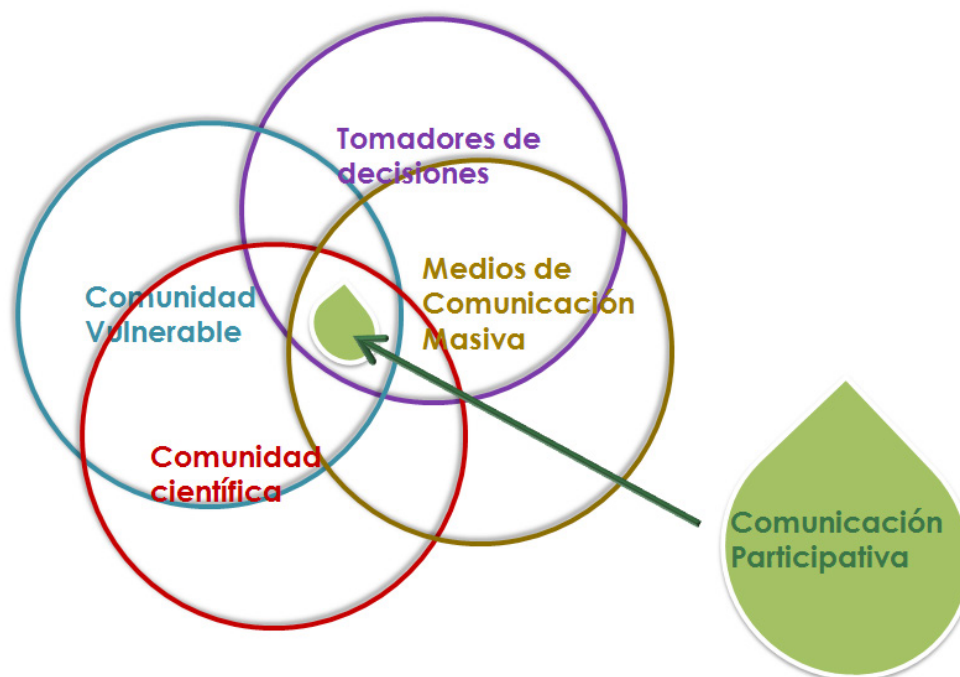 Tomadores de
decisiones
Medios de
Comunicación
Masiva
Comunidad
Vulnerable
Comunidad
científica
Comunicación
Participativa